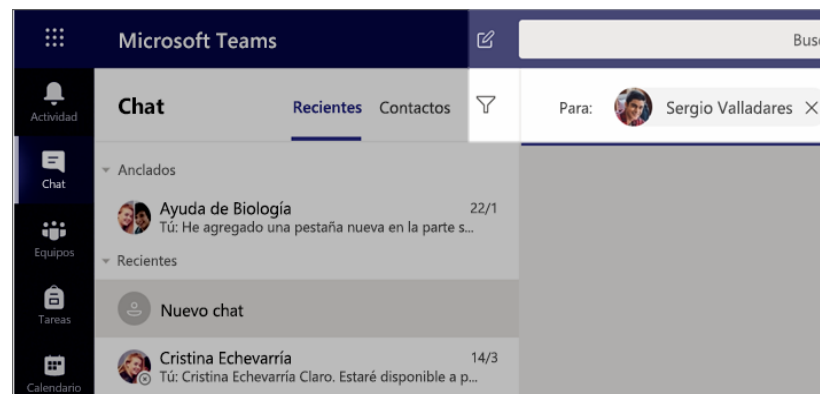 Microsoft Teams
Actividad
Chat
Recientes Contactos
Para: Sergio Valladares
Chat
Anclados
Ayuda de Biología 22/1
Tú: He agregado una pestaña nueva en la parte s...
Equipos
Recientes
Nuevo chat
Tareas
Cristina Echevarría 14/3
Tú: Cristina Echevarría Claro. Estaré disponible a p...
Calendario